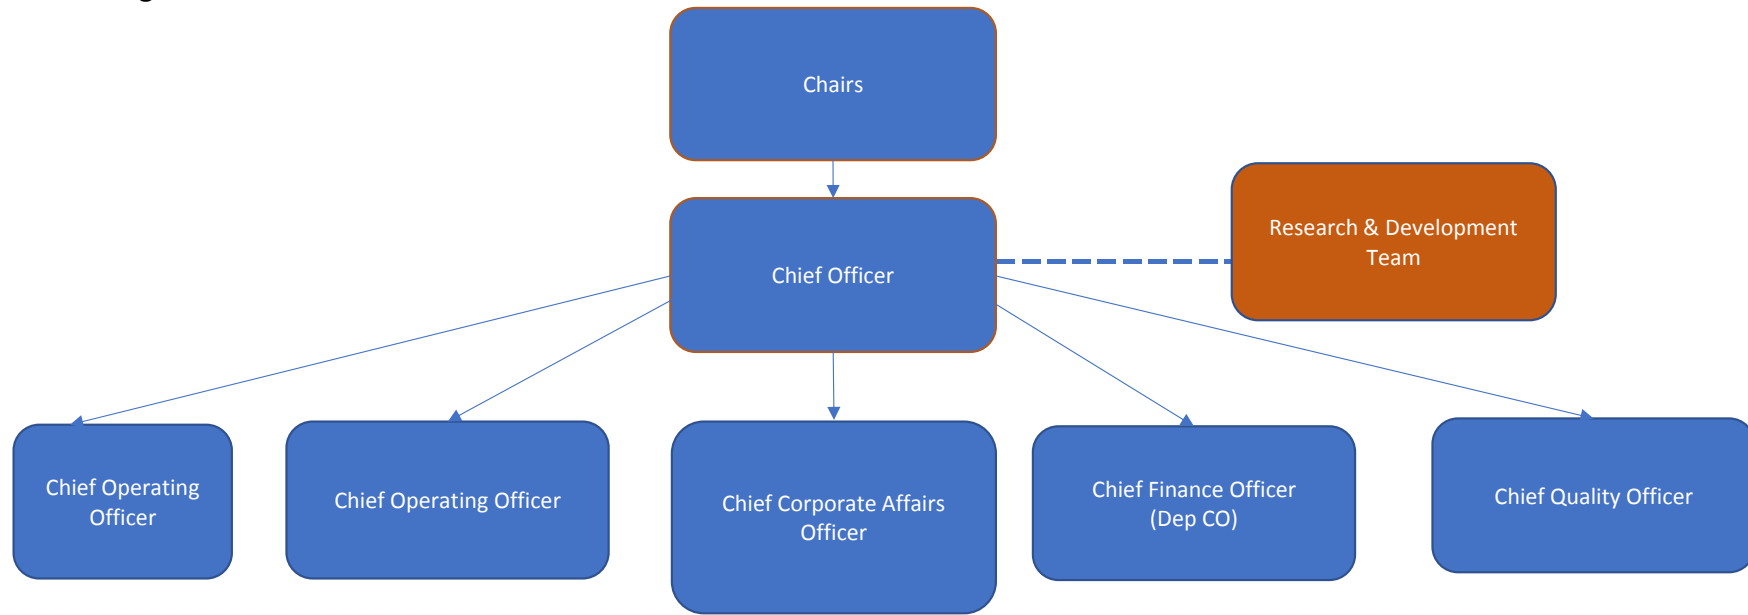 Chairs
Research & Development
Team
Chief Officer
Chief Operating
Officer
Chief Operating Officer
Chief Corporate Affairs
Officer
Chief Finance Officer
(Dep CO)
Chief Quality Officer